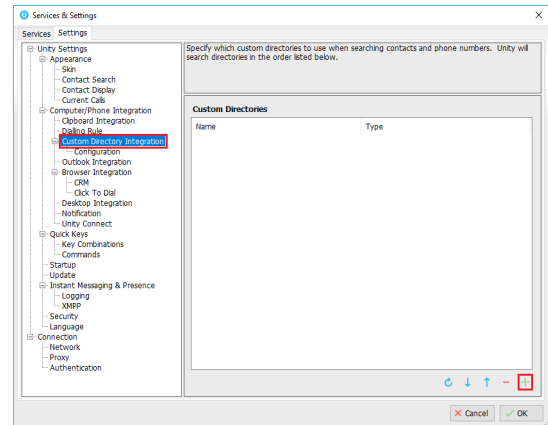 Services & Settings
Services Settings
Unity Settings
Appearance
Skin
Contact Search
Contact Display
Current Calls
Computer/Phone Integration
Clipboard Integration
Dialing Rule
Custom Directory Integration
Configuration
Outlook Integration
Browser Integration
CRM
Click To Dial
Desktop Integration
Notification
Unity Connect
Quick Keys
Key Combinations
Commands
Startup
Update
Instant Messaging & Presence
Logging
XMPP
Security
Language
Connection
Network
Proxy
Authentication
Specify which custom directories to use when searching contacts and phone numbers. Unity will
search directories in the order listed below.
Custom Directories
Name Type
Cancel OK